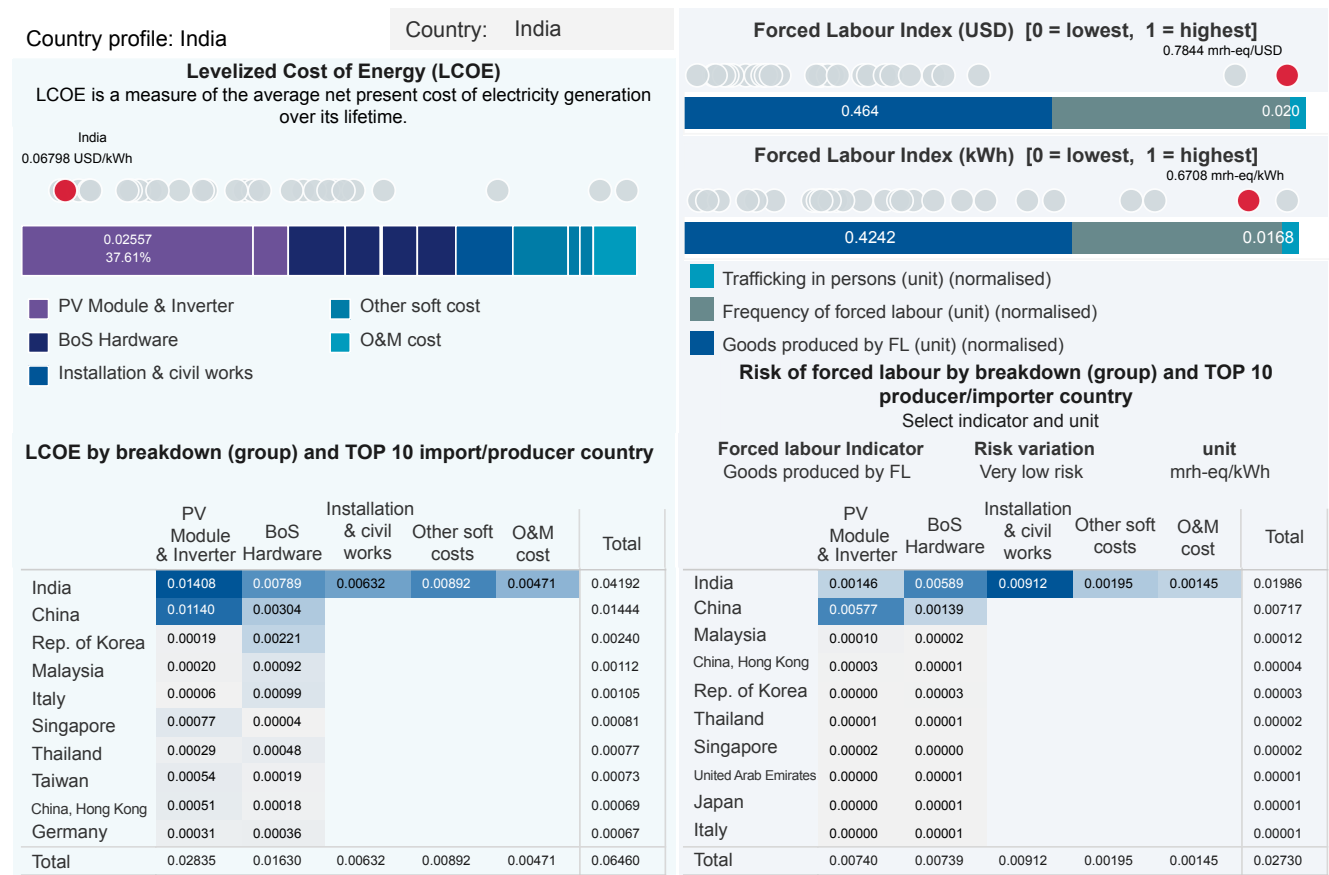 Country profile: India
Country: India
Levelized Cost of Energy (LCOE)
LCOE is a measure of the average net present cost of electricity generation
over its lifetime.
India
0.06798 USD/kWh
0.02557
37.61%
PV Module & Inverter
BoS Hardware
Installation & civil works
Other soft cost
O&M cost
LCOE by breakdown (group) and TOP 10 import/producer country
PV Module & Inverter
BoS Hardware
Installation & civil works
Other soft costs
O&M cost
Total
India 0.01408 0.00789 0.00632 0.00892 0.00471 0.04192
China 0.01140 0.00304 0.01444
Rep. of Korea 0.00019 0.00221 0.00240
Malaysia 0.00020 0.00092 0.00112
Italy 0.00006 0.00099 0.00105
Singapore 0.00077 0.00004 0.00081
Thailand 0.00029 0.00048 0.00077
Taiwan 0.00054 0.00019 0.00073
China, Hong Kong 0.00051 0.00018 0.00069
Germany 0.00031 0.00036 0.00067
Total 0.02835 0.01630 0.00632 0.00892 0.00471 0.06460
Forced Labour Index (USD) [0 = lowest, 1 = highest]
0.7844 mrh-eq/USD
0.464 0.020
Forced Labour Index (kWh) [0 = lowest, 1 = highest]
0.6708 mrh-eq/kWh
0.4242 0.0168
Trafficking in persons (unit) (normalised)
Frequency of forced labour (unit) (normalised)
Goods produced by FL (unit) (normalised)
Risk of forced labour by breakdown (group) and TOP 10
producer/importer country
Select indicator and unit
Forced labour Indicator Risk variation unit
Goods produced by FL Very low risk mrh-eq/kWh
PV Module & Inverter
BoS Hardware
Installation & civil works
Other soft costs
O&M cost
Total
India 0.00146 0.00589 0.00912 0.00195 0.00145 0.01986
China 0.00577 0.00139 0.00717
Malaysia 0.00010 0.00002 0.00012
China, Hong Kong 0.00003 0.00001 0.00004
Rep. of Korea 0.00000 0.00003 0.00003
Thailand 0.00001 0.00001 0.00002
Singapore 0.00002 0.00000 0.00002
United Arab Emirates 0.00000 0.00001 0.00001
Japan 0.00000 0.00001 0.00001
Italy 0.00000 0.00001 0.00001
Total 0.00740 0.00739 0.00912 0.00195 0.00145 0.02730